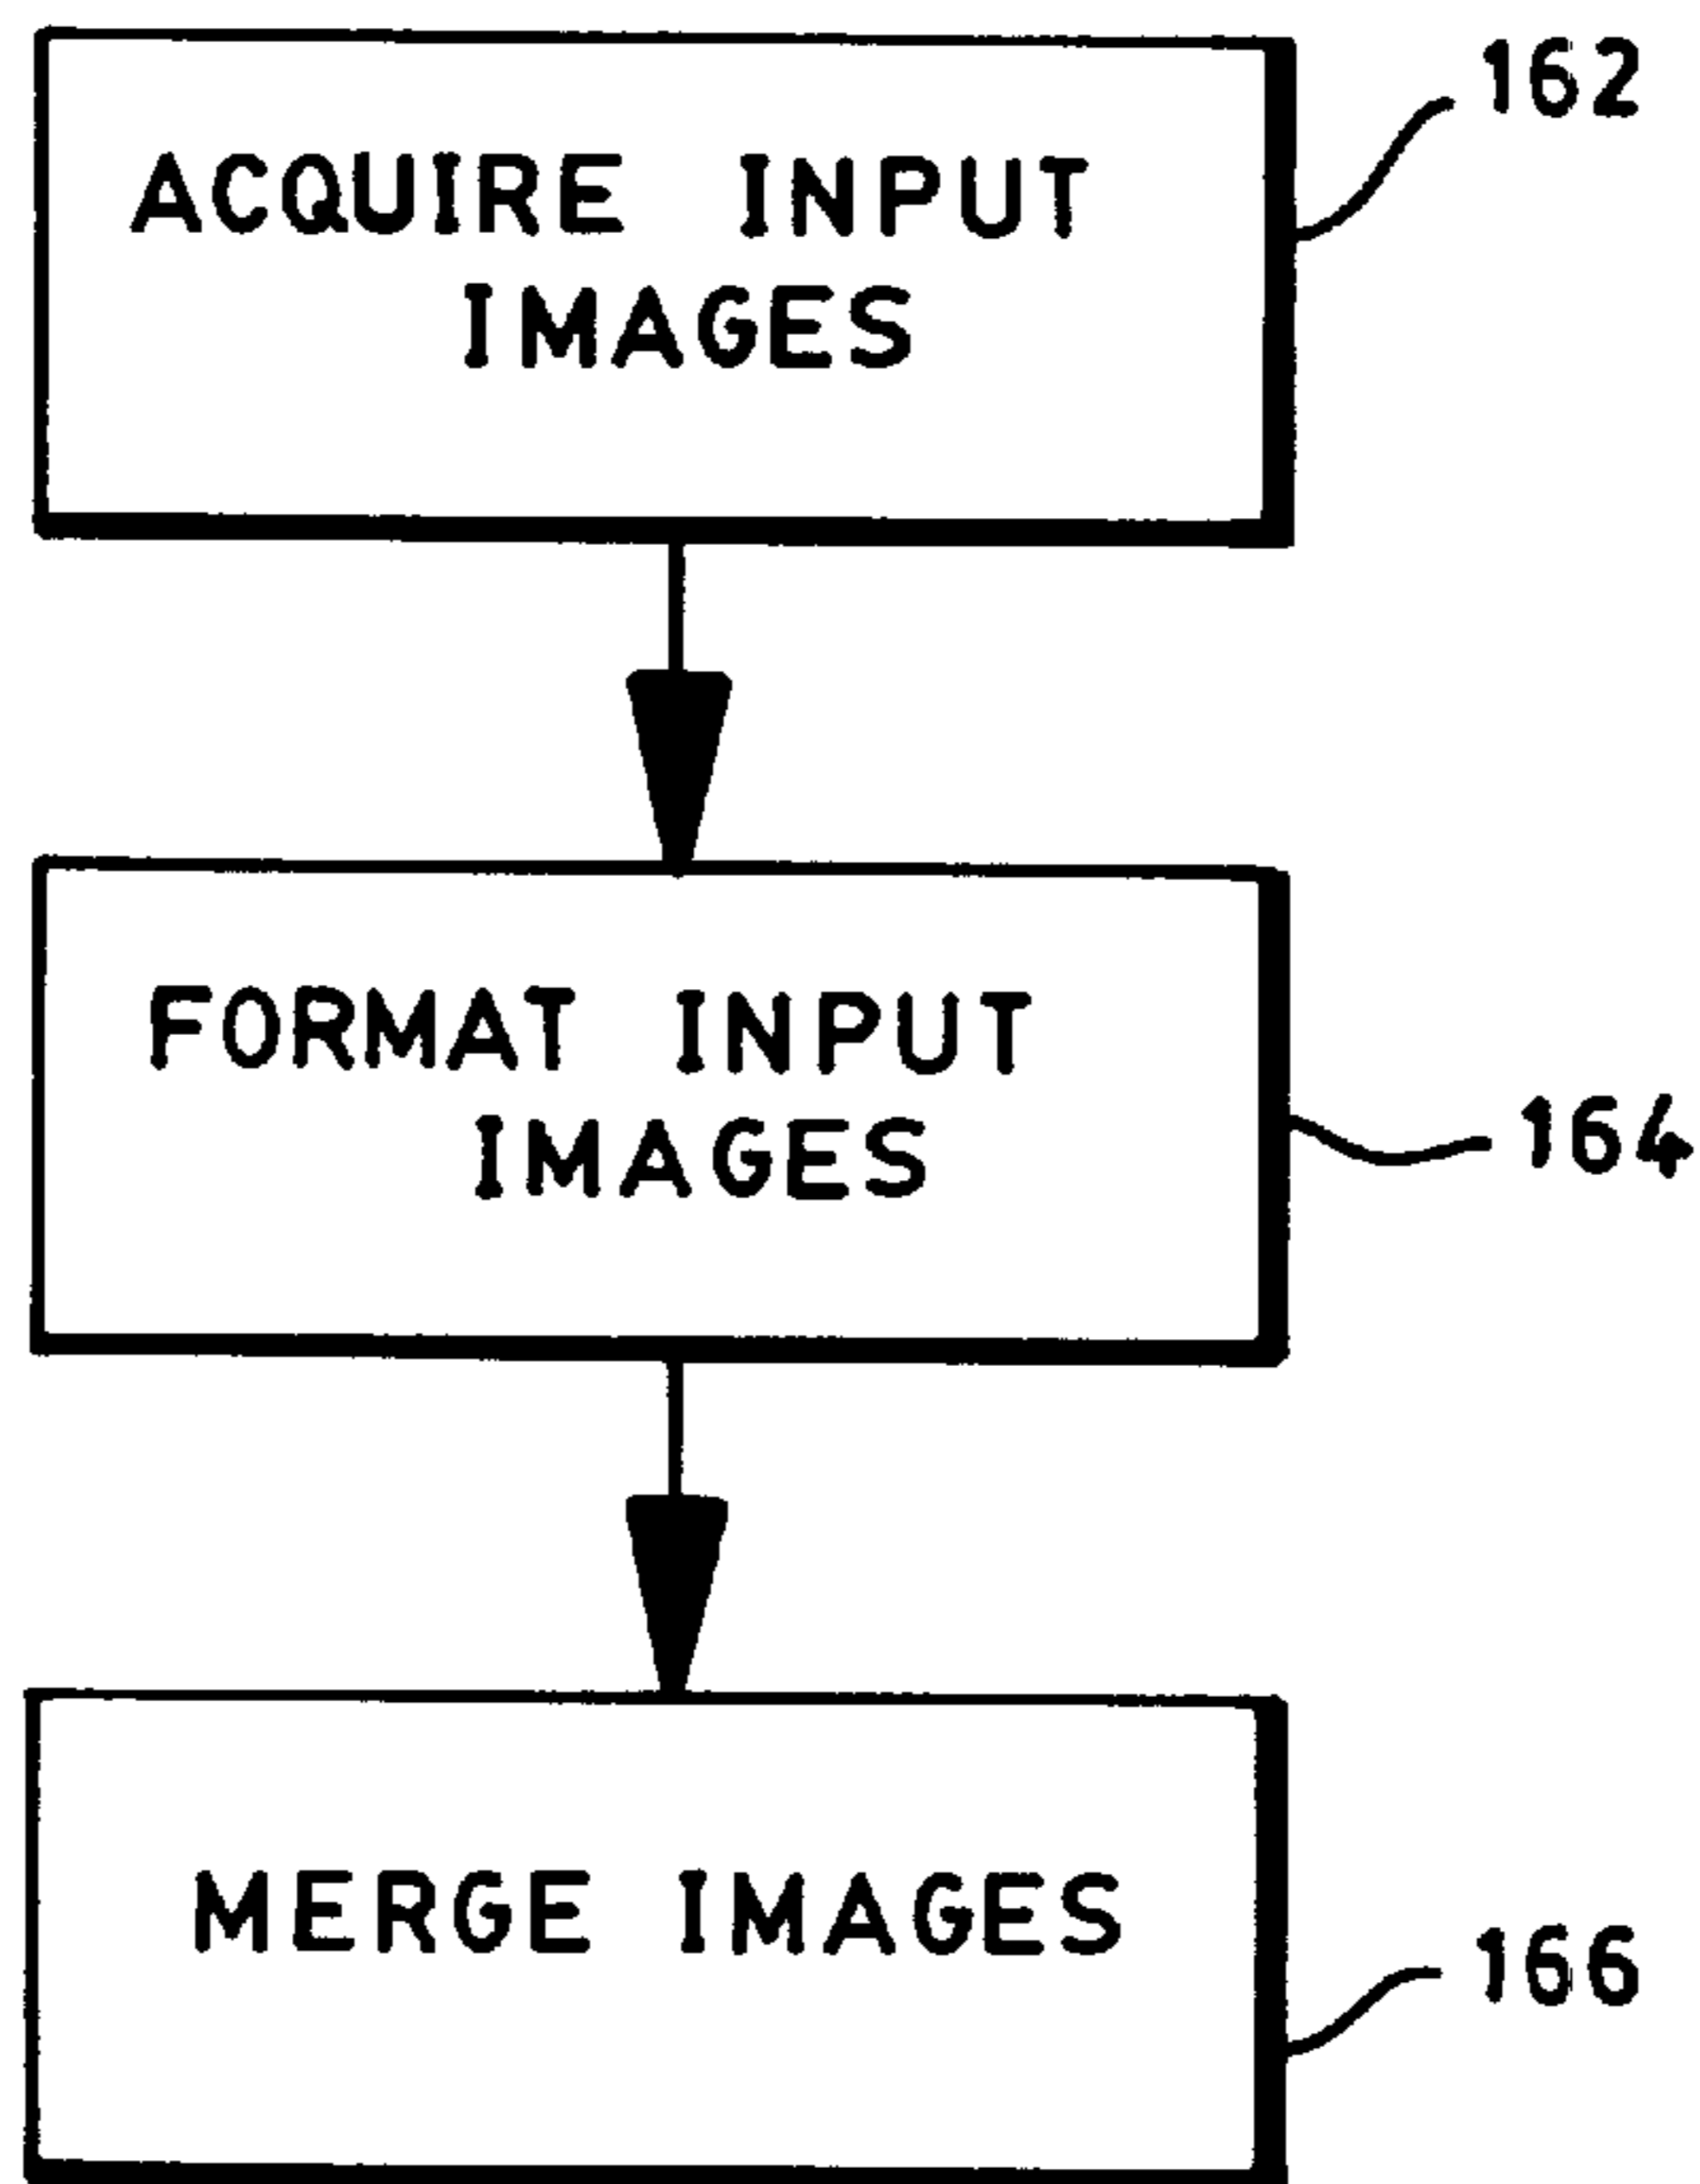 162
ACQUIRE INPUT
IMAGES
FORMAT INPUT
IMAGES
164
MERGE IMAGES
166